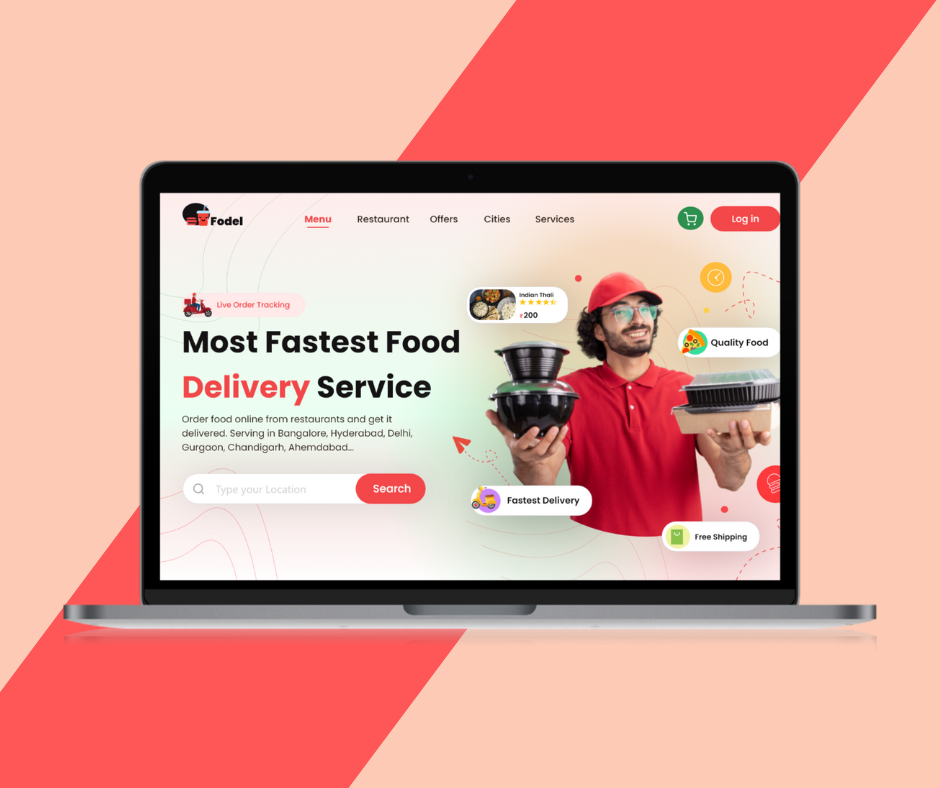 Fodel
Menu Restaurant Offers Cities Services
Log in
Live Order Tracking
Most Fastest Food
Delivery Service
Order food online from restaurants and get it
delivered. Serving in Bangalore, Hyderabad, Delhi,
Gurgaon, Chandigarh, Ahemdabad...
Type your Location
Search
Indian Thali
₹200
Quality Food
Fastest Delivery
Free Shipping